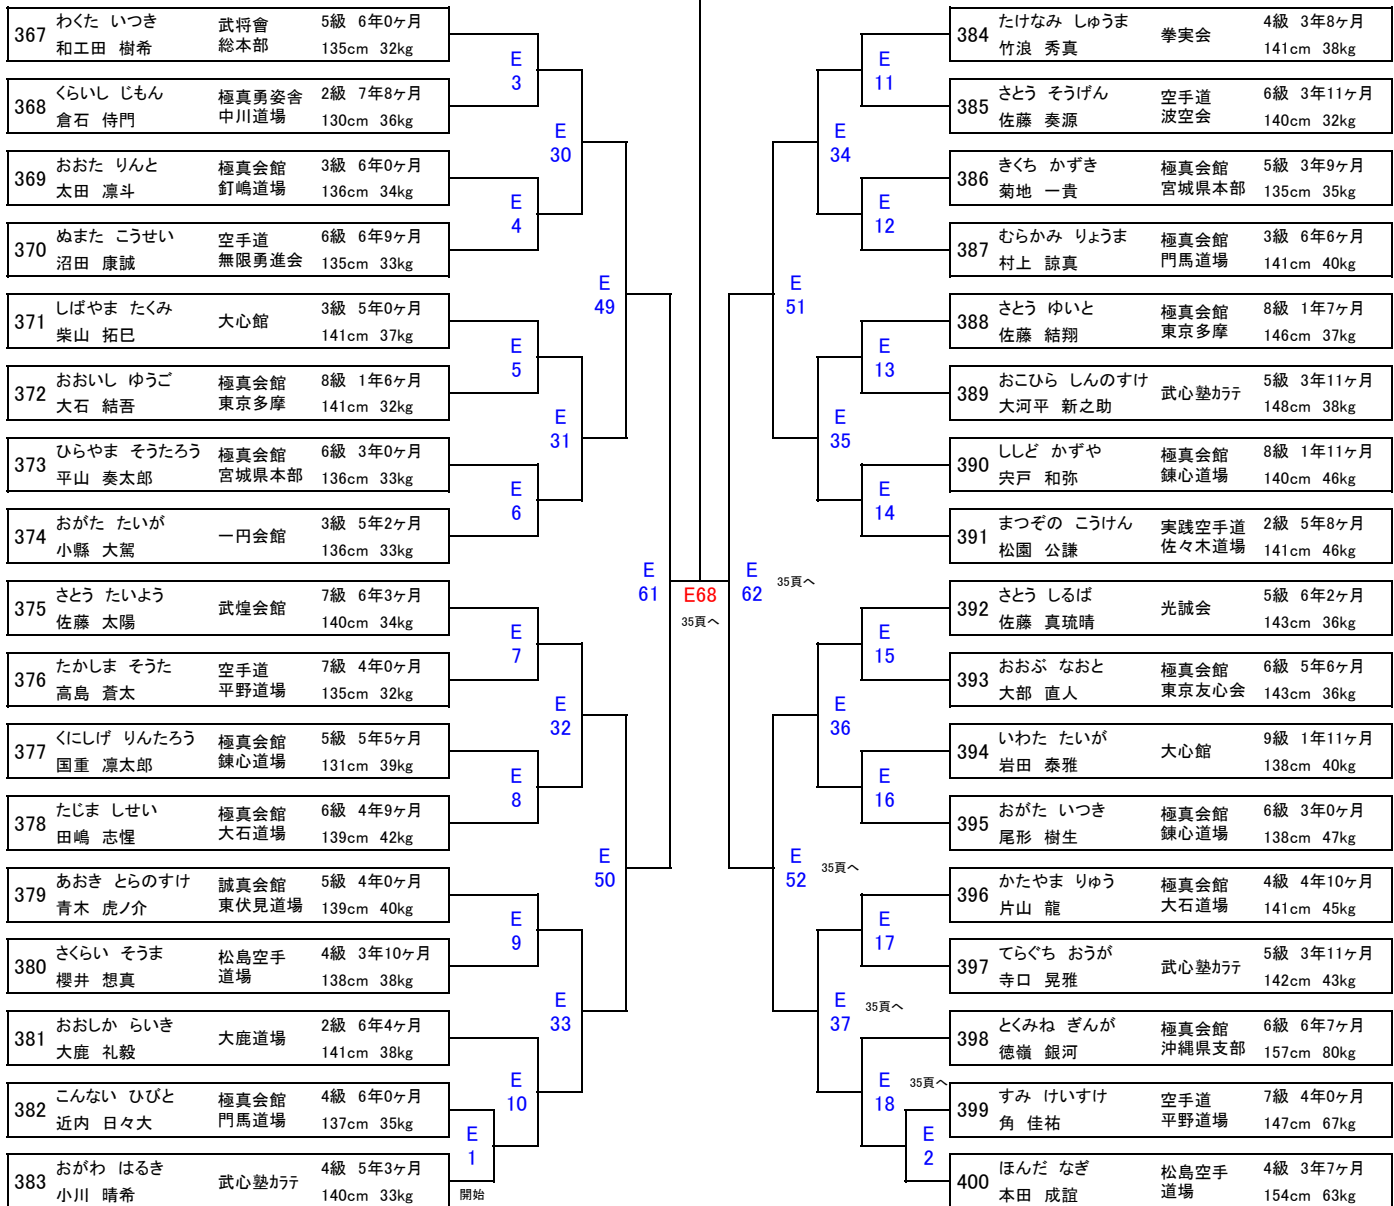 367 わくた いつき 武将會 5級 6年0ヶ月
和工田 樹希 総本部 135cm 32kg
368 くらいし じもん 極真勇姿舎 2級 7年8ヶ月
倉石 侍門 中川道場 130cm 36kg
369 おおた りんと 極真会館 3級 6年0ヶ月
太田 凛斗 釘嶋道場 136cm 34kg
370 ぬまた こうせい 空手道 6級 6年9ヶ月
沼田 康誠 無限勇進会 135cm 33kg
371 しばやま たくみ 大心館 3級 5年0ヶ月
柴山 拓巳 141cm 37kg
372 おおいし ゆうご 極真会館 8級 1年6ヶ月
大石 結吾 東京多摩 141cm 32kg
373 ひらやま そうたろう 極真会館 6級 3年0ヶ月
平山 奏太郎 宮城県本部 136cm 33kg
374 おがた たいが 一円会館 3級 5年2ヶ月
小縣 大駕 136cm 33kg
375 さとう たいよう 武煌会館 7級 6年3ヶ月
佐藤 太陽 140cm 34kg
376 たかしま そうた 空手道 7級 4年0ヶ月
高島 蒼太 平野道場 135cm 32kg
377 くにしげ りんたろう 極真会館 5級 5年5ヶ月
国重 凛太郎 錬心道場 131cm 39kg
378 たじま しせい 極真会館 6級 4年9ヶ月
田嶋 志惺 大石道場 139cm 42kg
379 あおき とらのすけ 誠真会館 5級 4年0ヶ月
青木 虎ノ介 東伏見道場 139cm 40kg
380 さくらい そうま 松島空手 4級 3年10ヶ月
櫻井 想真 道場 138cm 38kg
381 おおしか らいき 大鹿道場 2級 6年4ヶ月
大鹿 礼毅 141cm 38kg
382 こんない ひびと 極真会館 4級 6年0ヶ月
近内 日々大 門馬道場 137cm 35kg
383 おがわ はるき 武心塾カラテ 4級 5年3ヶ月
小川 晴希 140cm 33kg
開始
E
1
E
3
E
4
E
5
E
6
E
7
E
8
E
9
E
10
E
30
E
31
E
32
E
33
E
49
E
50
E
61
E68
35頁へ
E
62 35頁へ
E
51
E
52 35頁へ
E
34
E
35
E
36
E
37 35頁へ
E
11
E
12
E
13
E
14
E
15
E
16
E
17
E
18 35頁へ
E
2
384 たけなみ しゅうま 拳実会 4級 3年8ヶ月
竹浪 秀真 141cm 38kg
385 さとう そうげん 空手道 6級 3年11ヶ月
佐藤 奏源 波空会 140cm 32kg
386 きくち かずき 極真会館 5級 3年9ヶ月
菊地 一貴 宮城県本部 135cm 35kg
387 むらかみ りょうま 極真会館 3級 6年6ヶ月
村上 諒真 門馬道場 141cm 40kg
388 さとう ゆいと 極真会館 8級 1年7ヶ月
佐藤 結翔 東京多摩 146cm 37kg
389 おこひら しんのすけ 武心塾カラテ 5級 3年11ヶ月
大河平 新之助 148cm 38kg
390 ししど かずや 極真会館 8級 1年11ヶ月
宍戸 和弥 錬心道場 140cm 46kg
391 まつぞの こうけん 実践空手道 2級 5年8ヶ月
松園 公謙 佐々木道場 141cm 46kg
392 さとう しるば 光誠会 5級 6年2ヶ月
佐藤 真琉晴 143cm 36kg
393 おおぶ なおと 極真会館 6級 5年6ヶ月
大部 直人 東京友心会 143cm 36kg
394 いわた たいが 大心館 9級 1年11ヶ月
岩田 泰雅 138cm 40kg
395 おがた いつき 極真会館 6級 3年0ヶ月
尾形 樹生 錬心道場 138cm 47kg
396 かたやま りゅう 極真会館 4級 4年10ヶ月
片山 龍 大石道場 141cm 45kg
397 てらぐち おうが 武心塾カラテ 5級 3年11ヶ月
寺口 晃雅 142cm 43kg
398 とくみね ぎんが 極真会館 6級 6年7ヶ月
徳嶺 銀河 沖縄県支部 157cm 80kg
399 すみ けいすけ 空手道 7級 4年0ヶ月
角 佳祐 平野道場 147cm 67kg
400 ほんだ なぎ 松島空手 4級 3年7ヶ月
本田 成誼 道場 154cm 63kg